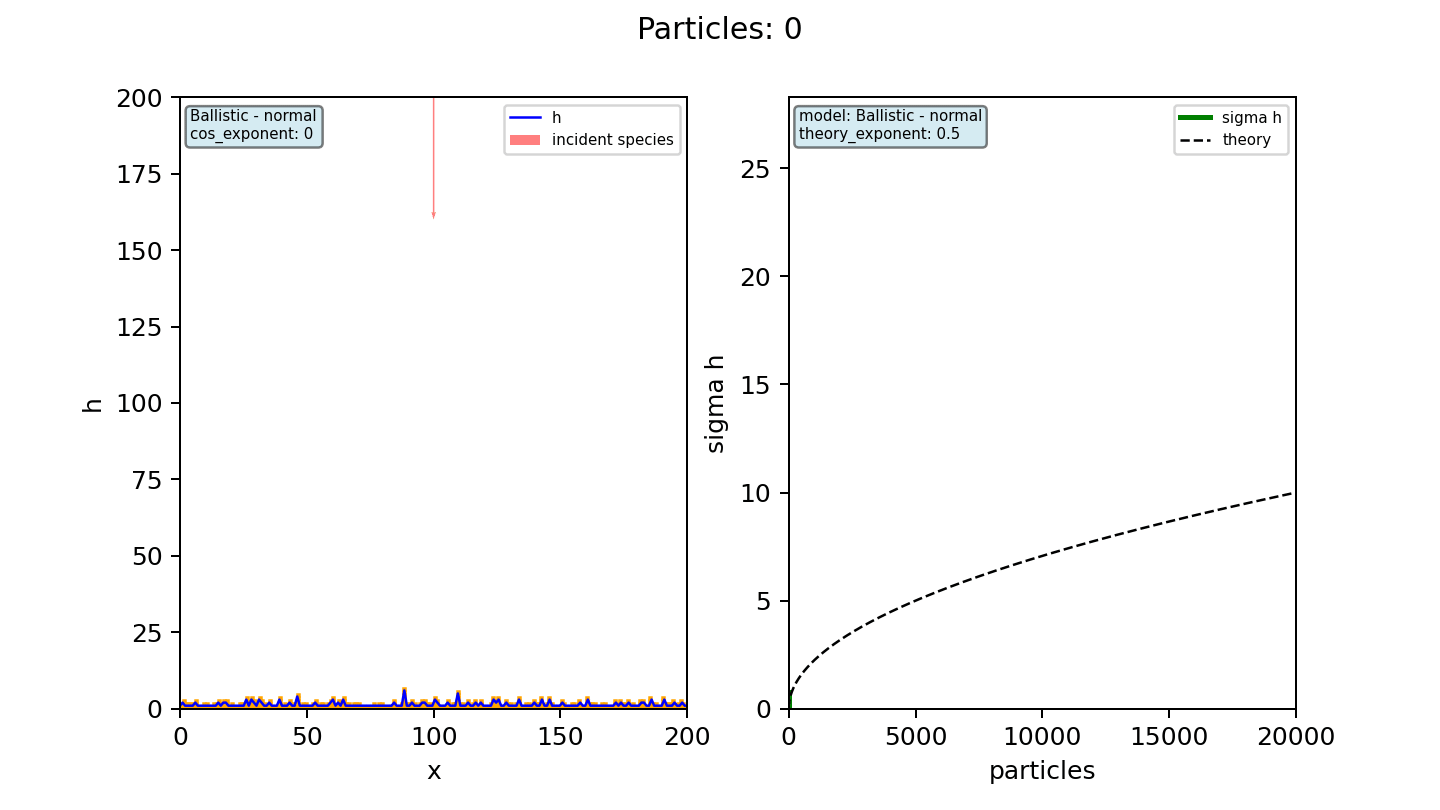 Particles: 0
200
175
150
125
100
75
50
25
0
h
Ballistic - normal
cos_exponent: 0
h
incident species
0
50
100
150
200
x
25
20
15
10
5
0
sigma h
model: Ballistic - normal
theory_exponent: 0.5
sigma h
theory
0
5000
10000
15000
20000
particles